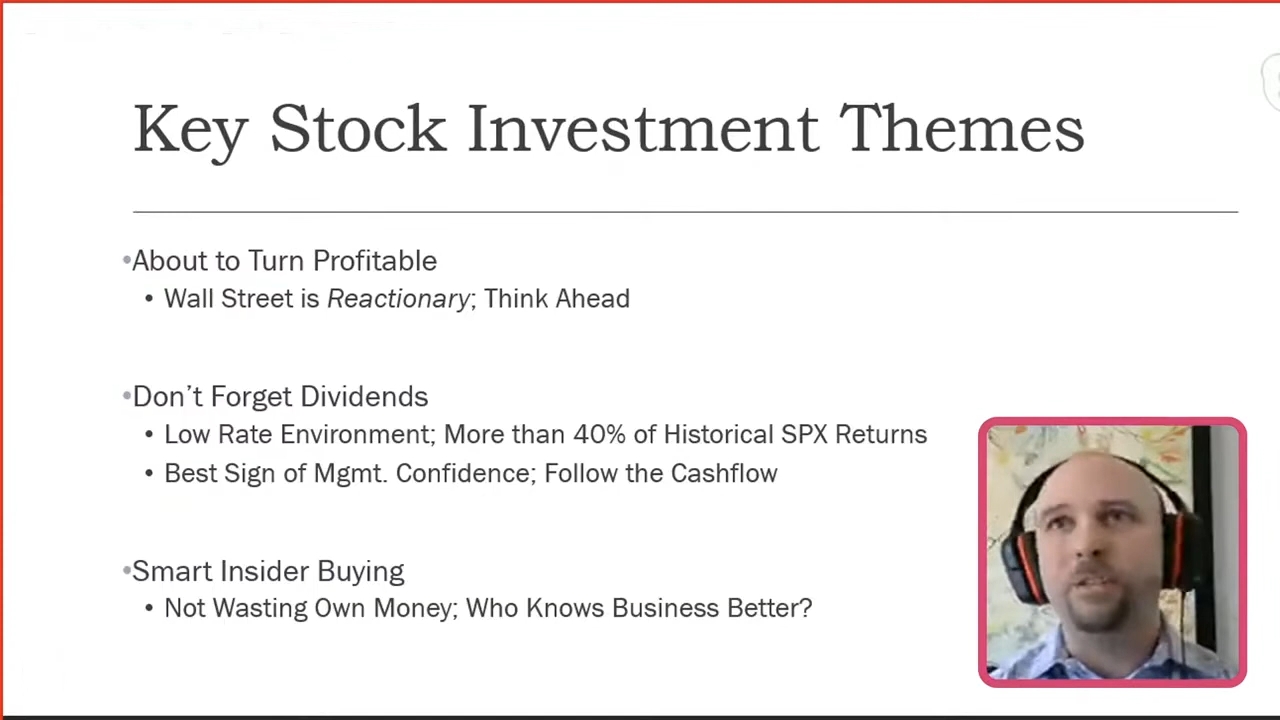 Key Stock Investment Themes
•About to Turn Profitable
• Wall Street is Reactionary; Think Ahead
•Don’t Forget Dividends
• Low Rate Environment; More than 40% of Historical SPX Returns
• Best Sign of Mgmt. Confidence; Follow the Cashflow
•Smart Insider Buying
• Not Wasting Own Money; Who Knows Business Better?